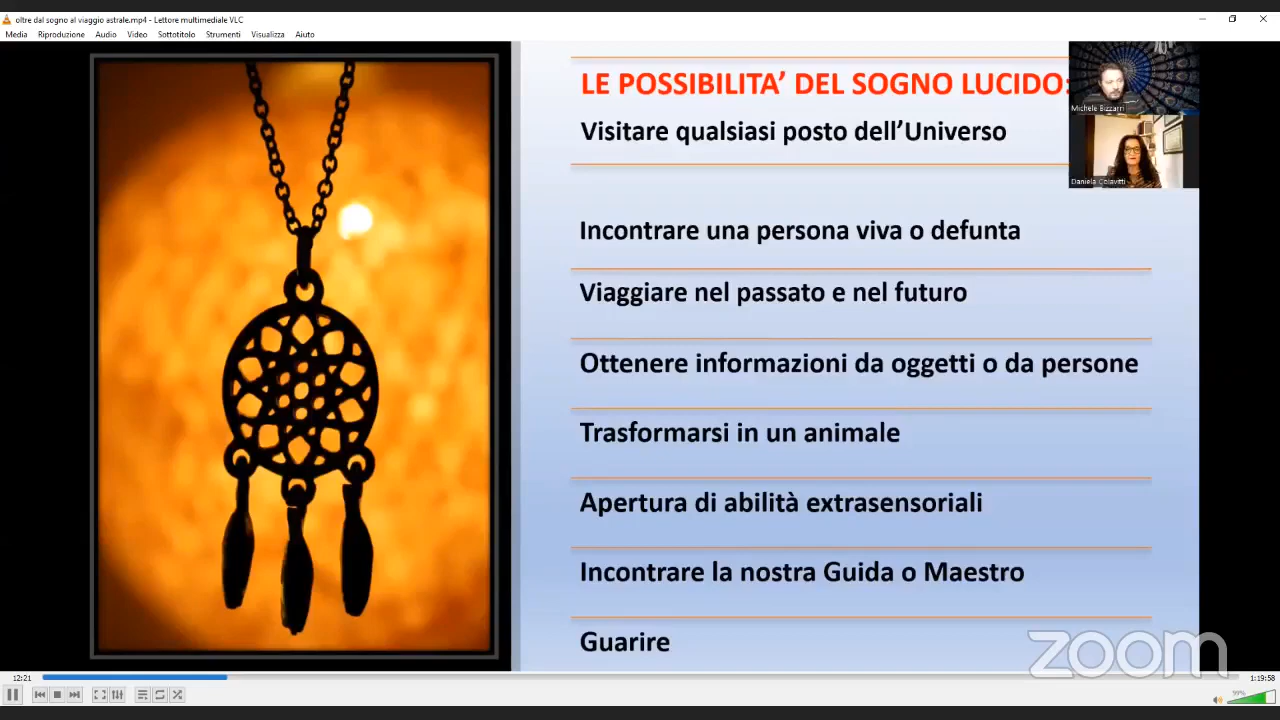 oltre dal sogno al viaggio astrale.mp4 - Lettore multimediale VLC
Media Riproduzione Audio Video Sottotitolo Strumenti Visualizza Aiuto
LE POSSIBILITA’ DEL SOGNO LUCIDO:
Visitare qualsiasi posto dell’Universo
Michele Bizzarri
Daniela Colavitti
Incontrare una persona viva o defunta
Viaggiare nel passato e nel futuro
Ottenere informazioni da oggetti o da persone
Trasformarsi in un animale
Apertura di abilità extrasensoriali
Incontrare la nostra Guida o Maestro
Guarire
zoom
12:21
1:19:58
99%